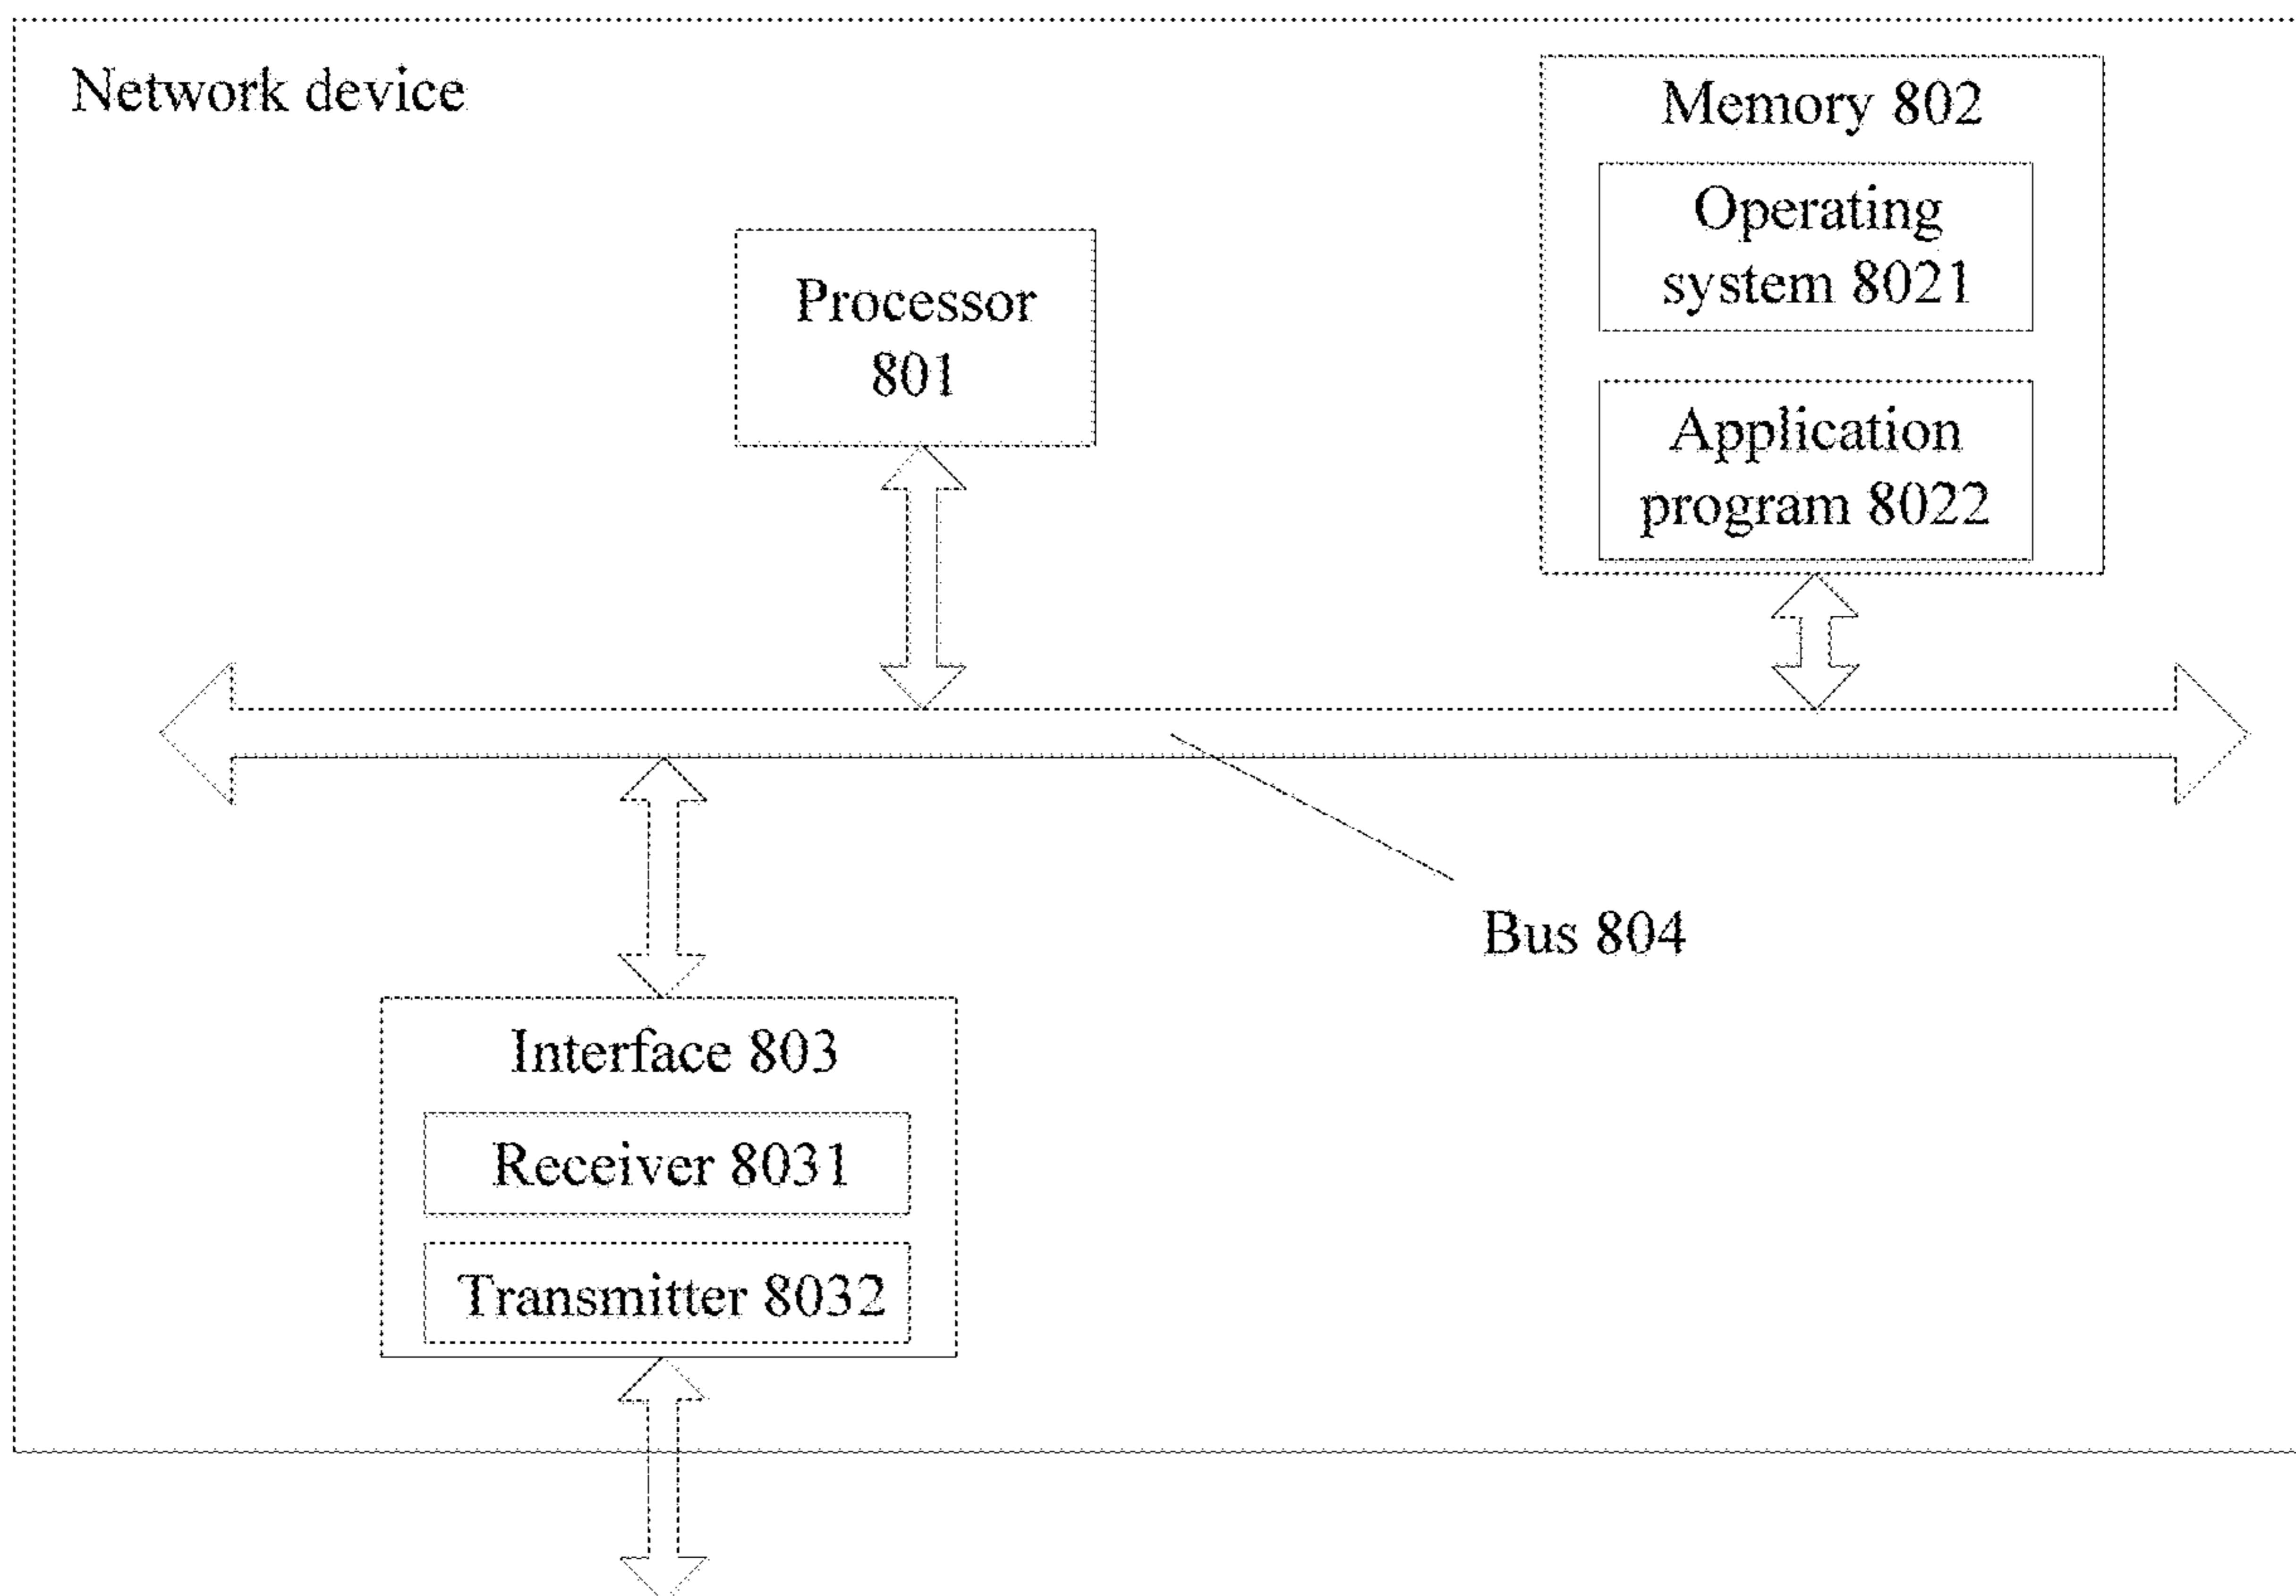 Network device
Memory 802
Operating
system 8021
Application
program 8022
Processor
801
Bus 804
Interface 803
Receiver 8031
Transmitter 8032